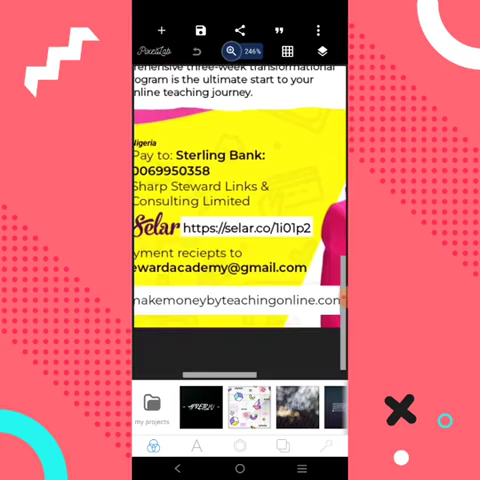 PixelLab
246%
rehensive three-week transformational
ogram is the ultimate start to your
nline teaching journey.
Nigeria
Pay to: Sterling Bank:
0069950358
Sharp Steward Links &
Consulting Limited
Selar https://selar.co/1i01p2
yment reciepts to
ewardacademy@gmail.com
makemoneybyteachingonline.com
my projects